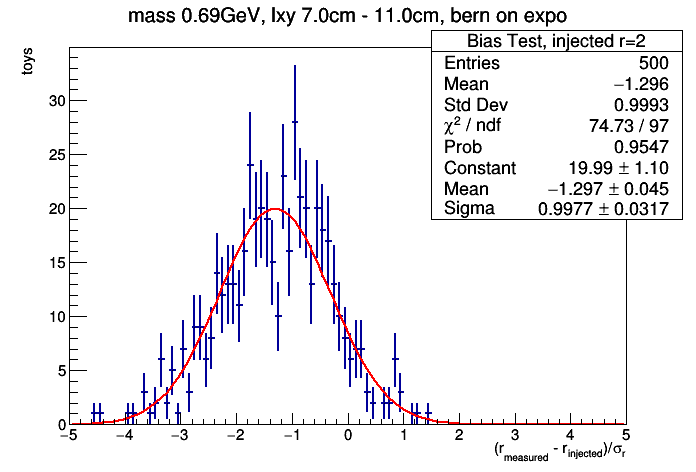 mass 0.69GeV, lxy 7.0cm - 11.0cm, bern on expo
toys
Bias Test, injected r=2
Entries 500
Mean −1.296
Std Dev 0.9993
χ² / ndf 74.73 / 97
Prob 0.9547
Constant 19.99 ± 1.10
Mean −1.297 ± 0.045
Sigma 0.9977 ± 0.0317
30
25
20
15
10
5
0
−5 −4 −3 −2 −1 0 1 2 3 4 5
(r_measured - r_injected)/σ_r